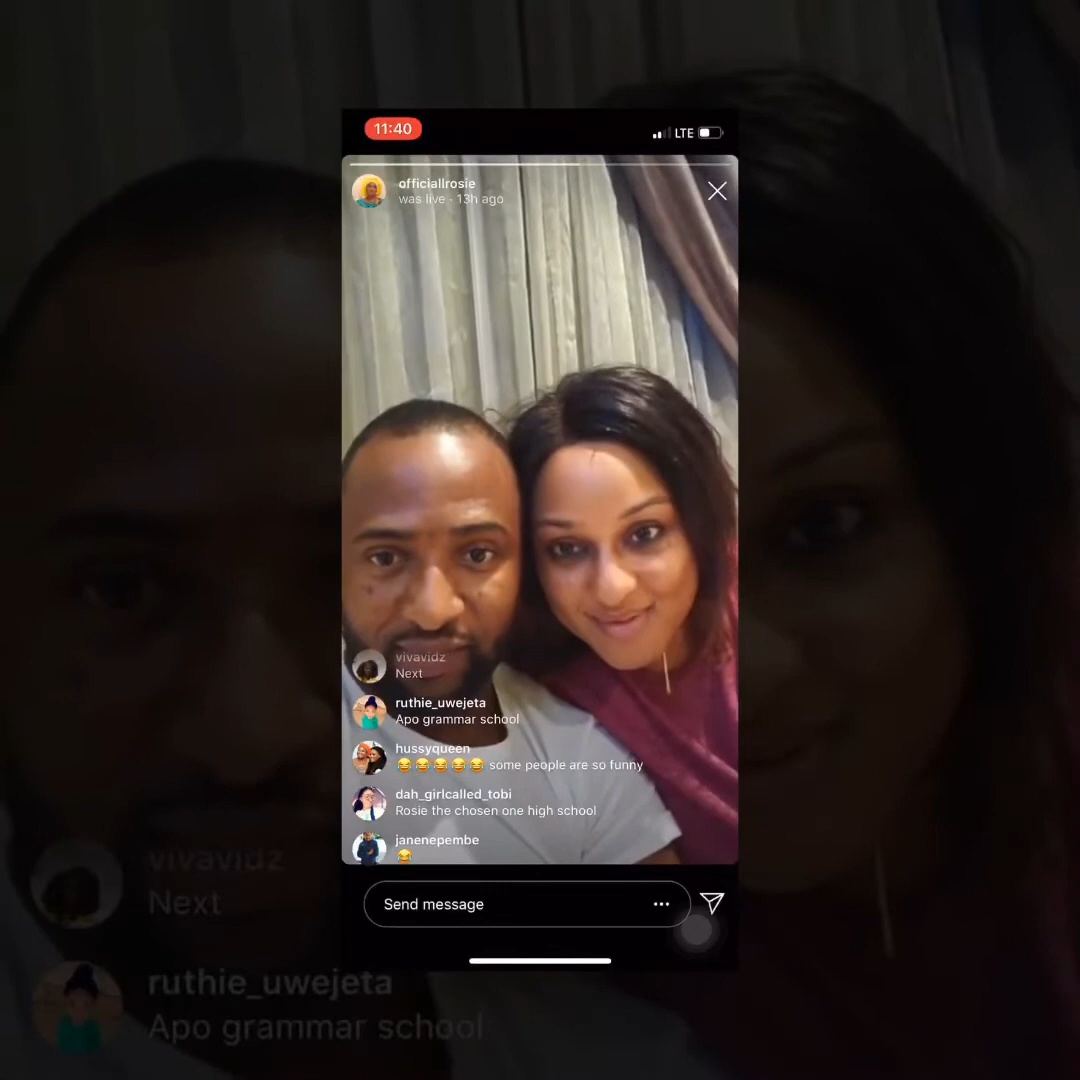 11:40
LTE
officiallrosie
was live - 13h ago
vivavidz
Next
ruthie_uwejeta
Apo grammar school
hussyqueen
😂😂😂😂😂 some people are so funny
dah_girlcalled_tobi
Rosie the chosen one high school
janenepembe
😂
Send message
vivavidz
Next
ruthie_uwejeta
Apo grammar school